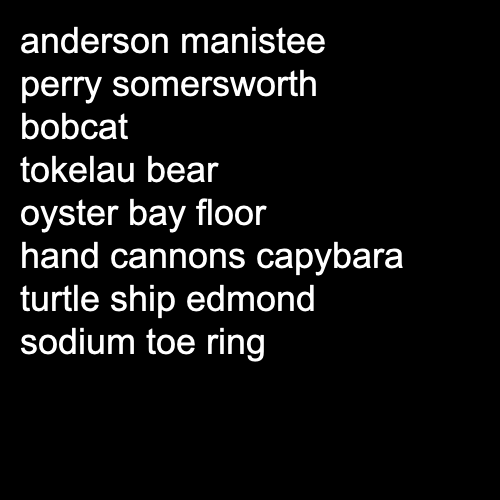 anderson manistee
perry somersworth
bobcat
tokelau bear
oyster bay floor
hand cannons capybara
turtle ship edmond
sodium toe ring